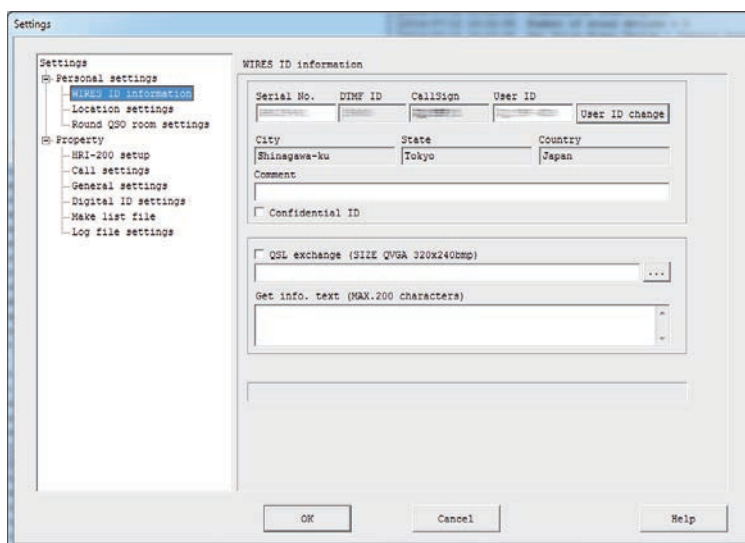 Settings
Settings
Personal settings
WIRES ID information
Location settings
Round QSO room settings
Property
HRI-200 setup
Call settings
General settings
Digital ID settings
Make list file
Log file settings
WIRES ID information
Serial No. DTMF ID CallSign User ID
User ID change
City State Country
Shinagawa-ku Tokyo Japan
Comment
Confidential ID
QSL exchange (SIZE QVGA 320x240bmp)
...
Get info. text (MAX.200 characters)
OK Cancel Help